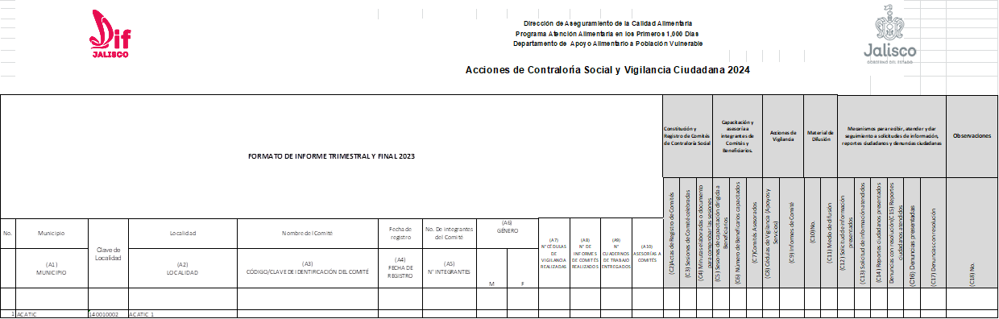 Dif
JALISCO
Dirección de Aseguramiento de la Calidad Alimentaria
Programa Atención Alimentaria en los Primeros 1,000 Días
Departamento de Apoyo Alimentario a Población Vulnerable
Jalisco
GOBIERNO DEL ESTADO
Acciones de Contraloría Social y Vigilancia Ciudadana 2024
FORMATO DE INFORME TRIMESTRAL Y FINAL 2023
Constitución y
Registro de Comités
de Contraloría Social
Capacitación y
asesoría a
integrantes de
Comités y
Beneficiarios.
Acciones de
Vigilancia
Material de
Difusión
Mecanismos para recibir, atender y dar
seguimiento a solicitudes de información,
reportes ciudadanos y denuncias ciudadanas
Observaciones
No.
Municipio
(A1)
MUNICIPIO
Clave de
Localidad
Localidad
(A2)
LOCALIDAD
Nombre del Comité
(A3)
CÓDIGO/CLAVE DE IDENTIFICACIÓN DEL COMITÉ
Fecha de
registro
(A4)
FECHA DE
REGISTRO
No. De integrantes
del Comité
(A5)
N° INTEGRANTES
(A6)
GÉNERO
M
F
(A7)
N° CÉDULAS
DE
VIGILANCIA
REALIZADAS
(A8)
N° DE
INFORMES
DE COMITÉS
REALIZADOS
(A9)
N°
CUADERNOS
DE TRABAJO
ENTREGADOS
(A10)
ASESORÍAS A
COMITÉS
(C2)Actas de Registro de Comités
(C3) Sesiones de Comité celebradas
(C4) Minutas elaboradas o documento
para comprobar las sesiones
(C5) Sesiones de capacitación dirigida a
Beneficiarios
(C6) Número de Beneficarios capacitados
(C7)Comités Asesorados
(C8) Cédulas de Vigilancia (Apoyos y
Servicios)
(C9) Informes de Comité
(C10)No.
(C11) Medio de difusión
(C12) Solicitud de información
presentados
(C13) Solicitud de información atendidos
(C14) Reportes ciudadanos presentados
Denuncias con resolución(C15) Reportes
ciudadanos atendidos
(C16) Denuncias presentadas
(C17) Denuncias con resolución
(C18) No.
1 ACATIC 140010002 ACATIC 1